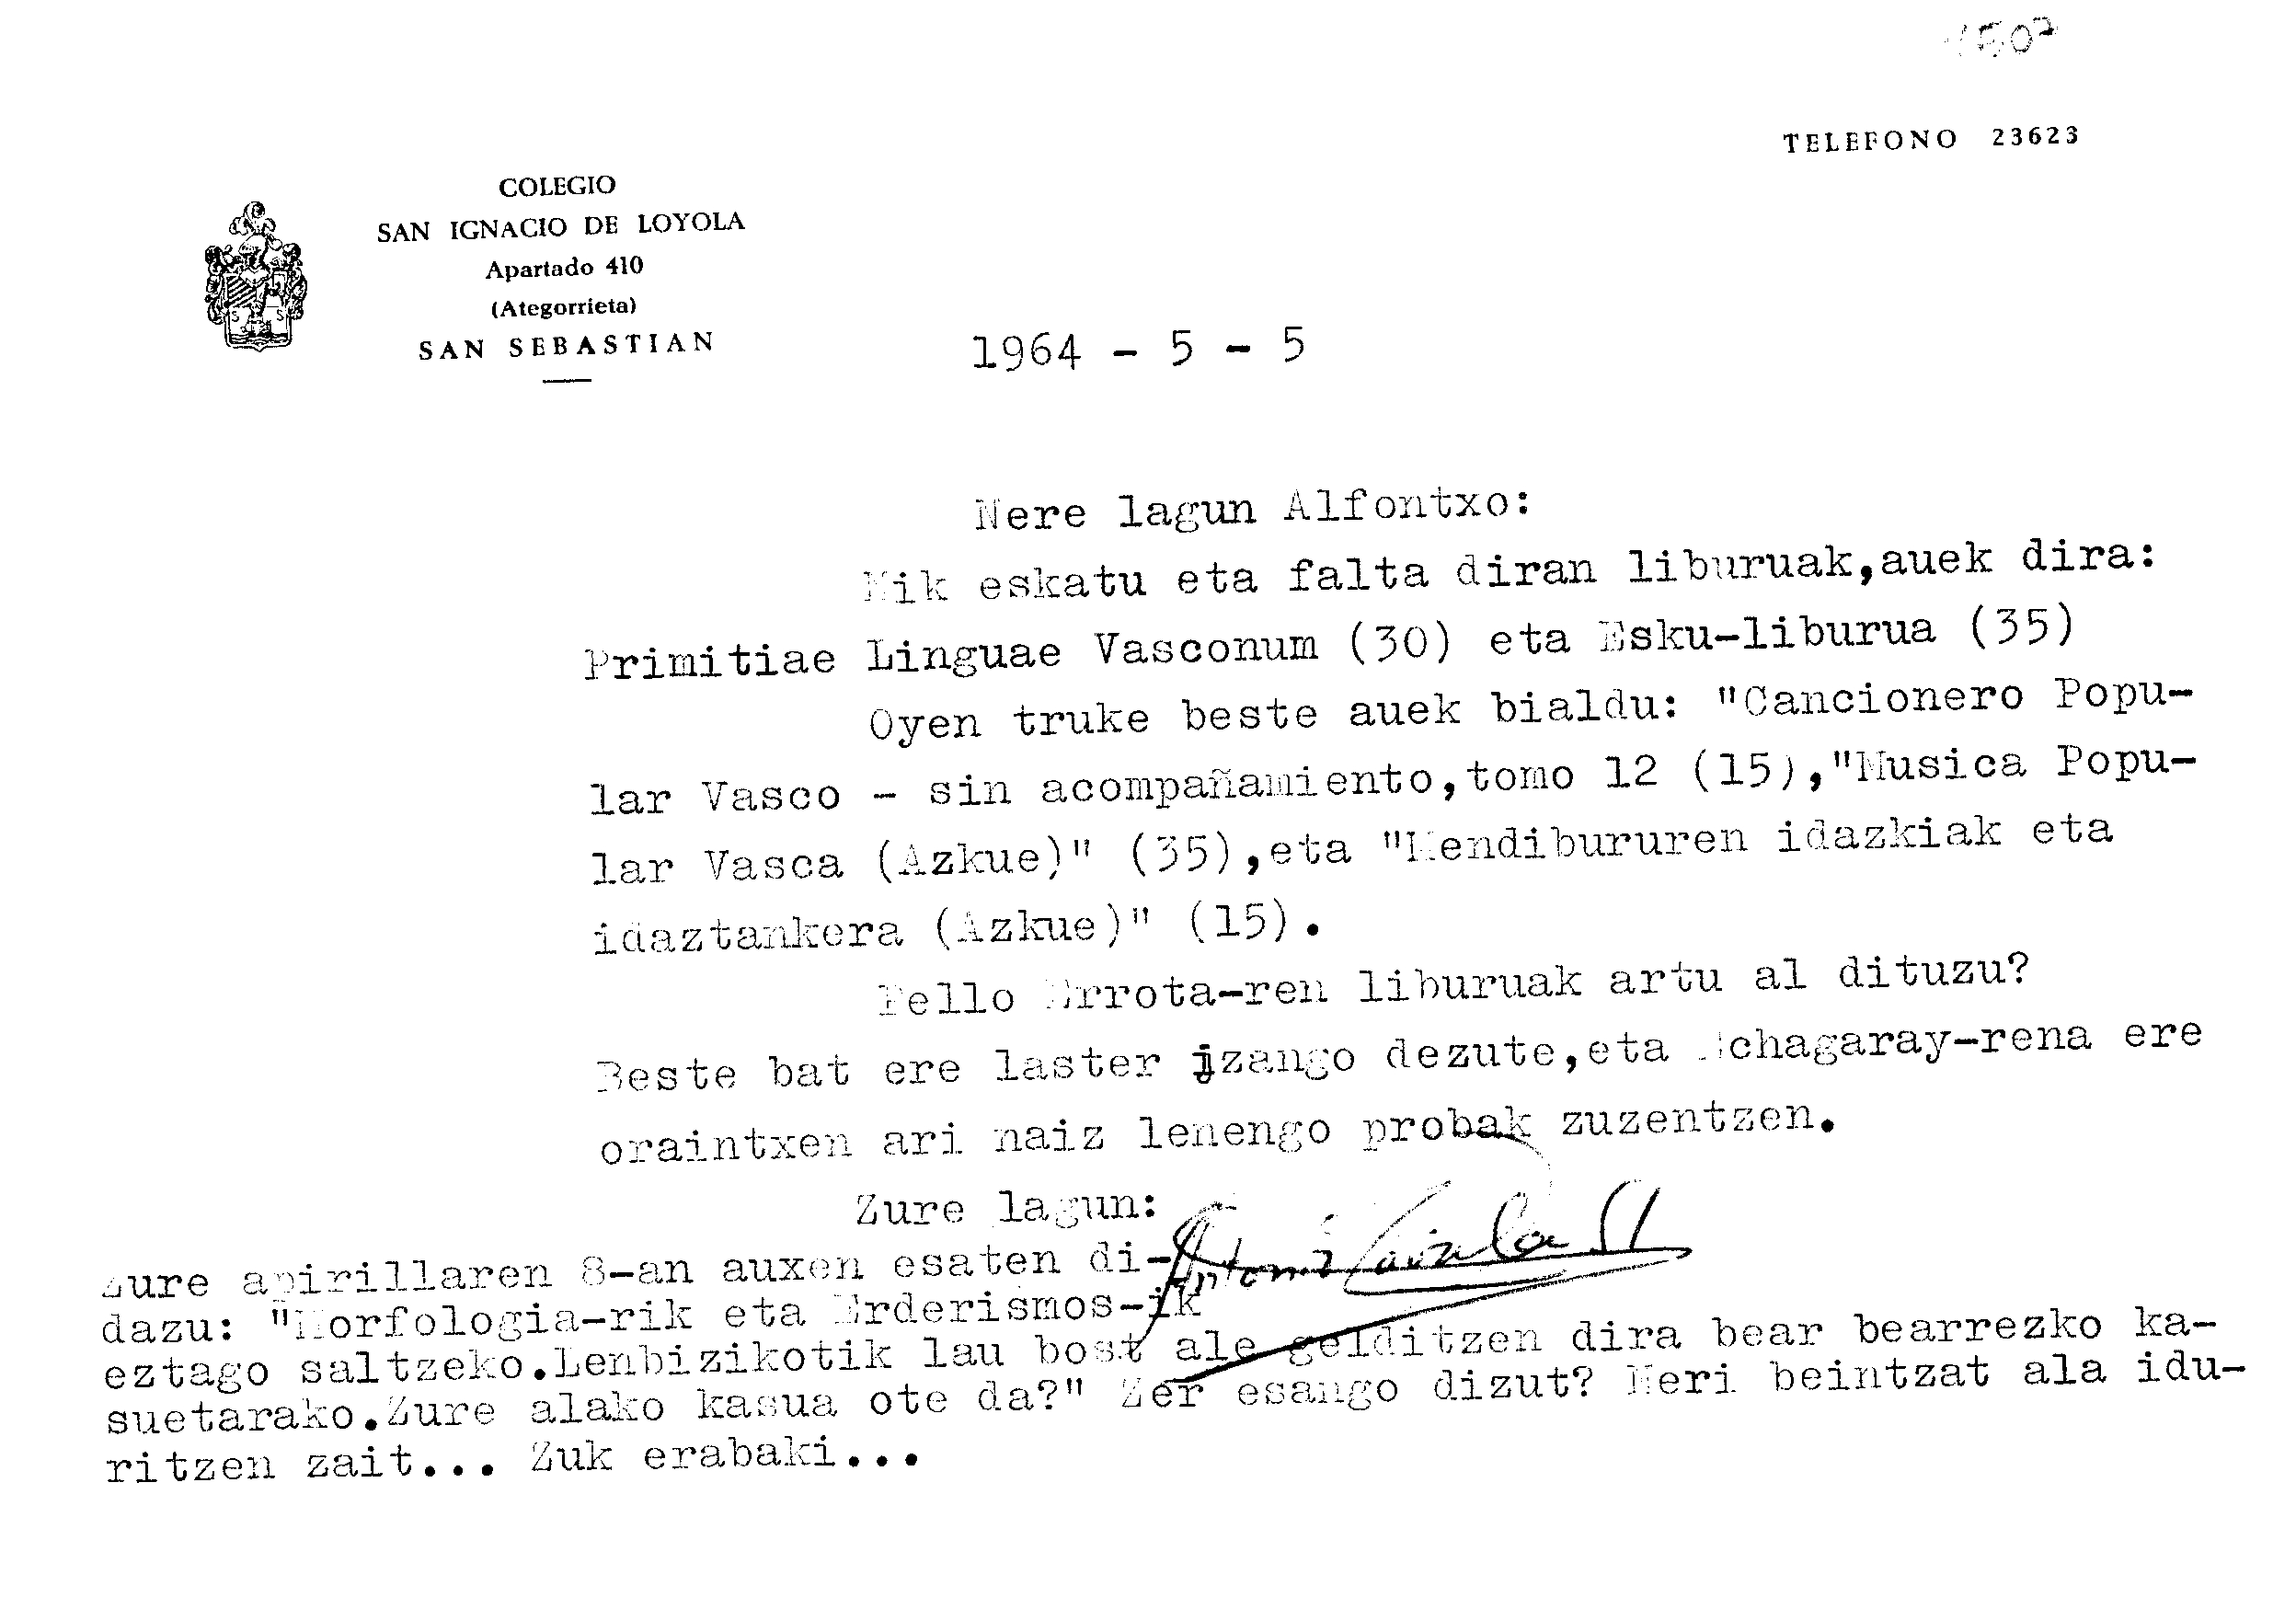 TELEFONO 23623
COLEGIO
SAN IGNACIO DE LOYOLA
Apartado 410
(Ategorrieta)
SAN SEBASTIAN
1964 - 5 - 5
Nere lagun Alfontxo:
Nik eskatu eta falta diran liburuak,auek dira:
Primitiae Linguae Vasconum (30) eta Esku-liburua (35)
Oyen truke beste auek bialdu: "Cancionero Popu-
lar Vasco - sin acompañamiento,tomo 12 (15),"Musica Popu-
lar Vasca (Azkue)" (35),eta "Mendibururen idazkiak eta
idaztankera (Azkue)" (15).
Pello Errota-ren liburuak artu al dituzu?
Beste bat ere laster izango dezute,eta Echagaray-rena ere
oraintxen ari naiz lenengo probak zuzentzen.
Zure lagun:
Antonio Zavala SI
Zure apirillaren 8-an auxen esaten di-
dazu: "Morfologia-rik eta Erderismos-ik
eztago saltzeko.Lenbizikotik lau bost ale gelditzen dira bear bearrezko ka-
suetarako.Zure alako kasua ote da?" Zer esango dizut? Neri beintzat ala idu-
ritzen zait... Zuk erabaki...